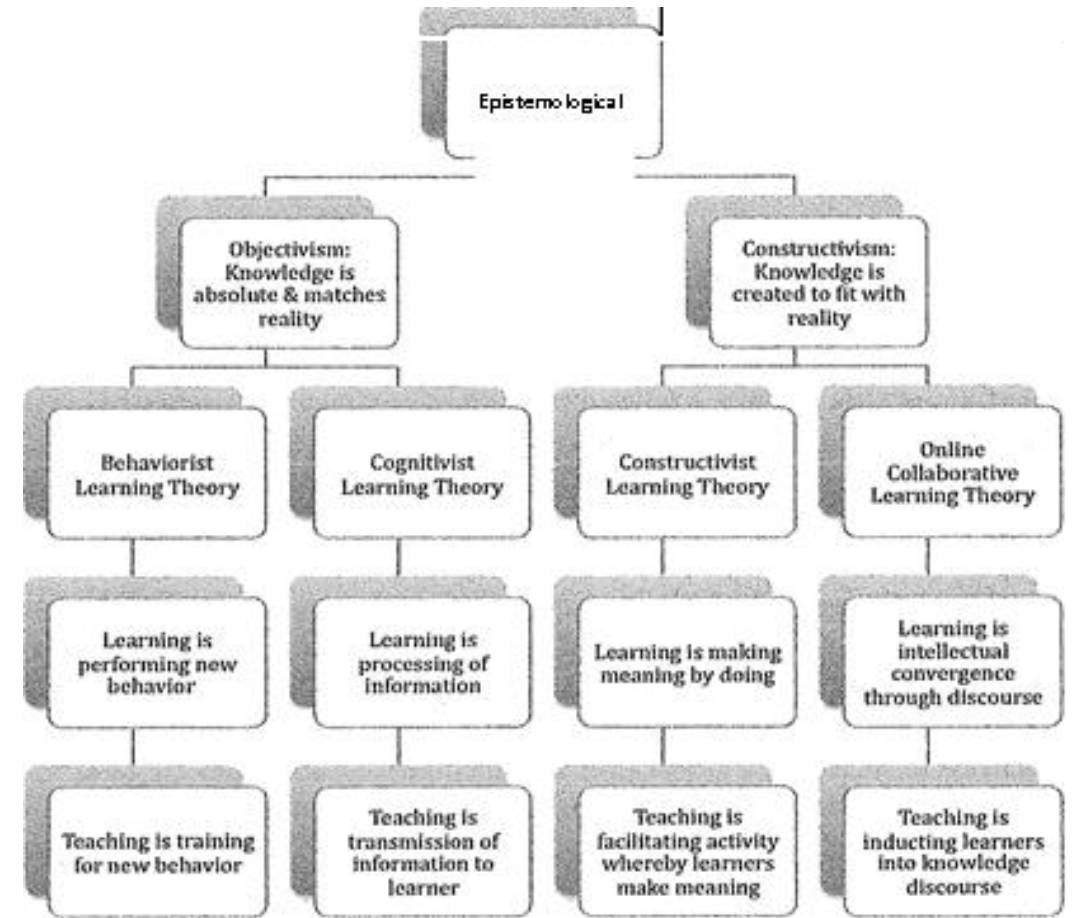 Epistemological
Objectivism:
Knowledge is
absolute & matches
reality
Constructivism:
Knowledge is
created to fit with
reality
Behaviorist
Learning Theory
Cognitivist
Learning Theory
Constructivist
Learning Theory
Online
Collaborative
Learning Theory
Learning is
performing new
behavior
Learning is
processing of
information
Learning is making
meaning by doing
Learning is
intellectual
convergence
through discourse
Teaching is training
for new behavior
Teaching is
transmission of
information to
learner
Teaching is
facilitating activity
whereby learners
make meaning
Teaching is
inducting learners
into knowledge
discourse